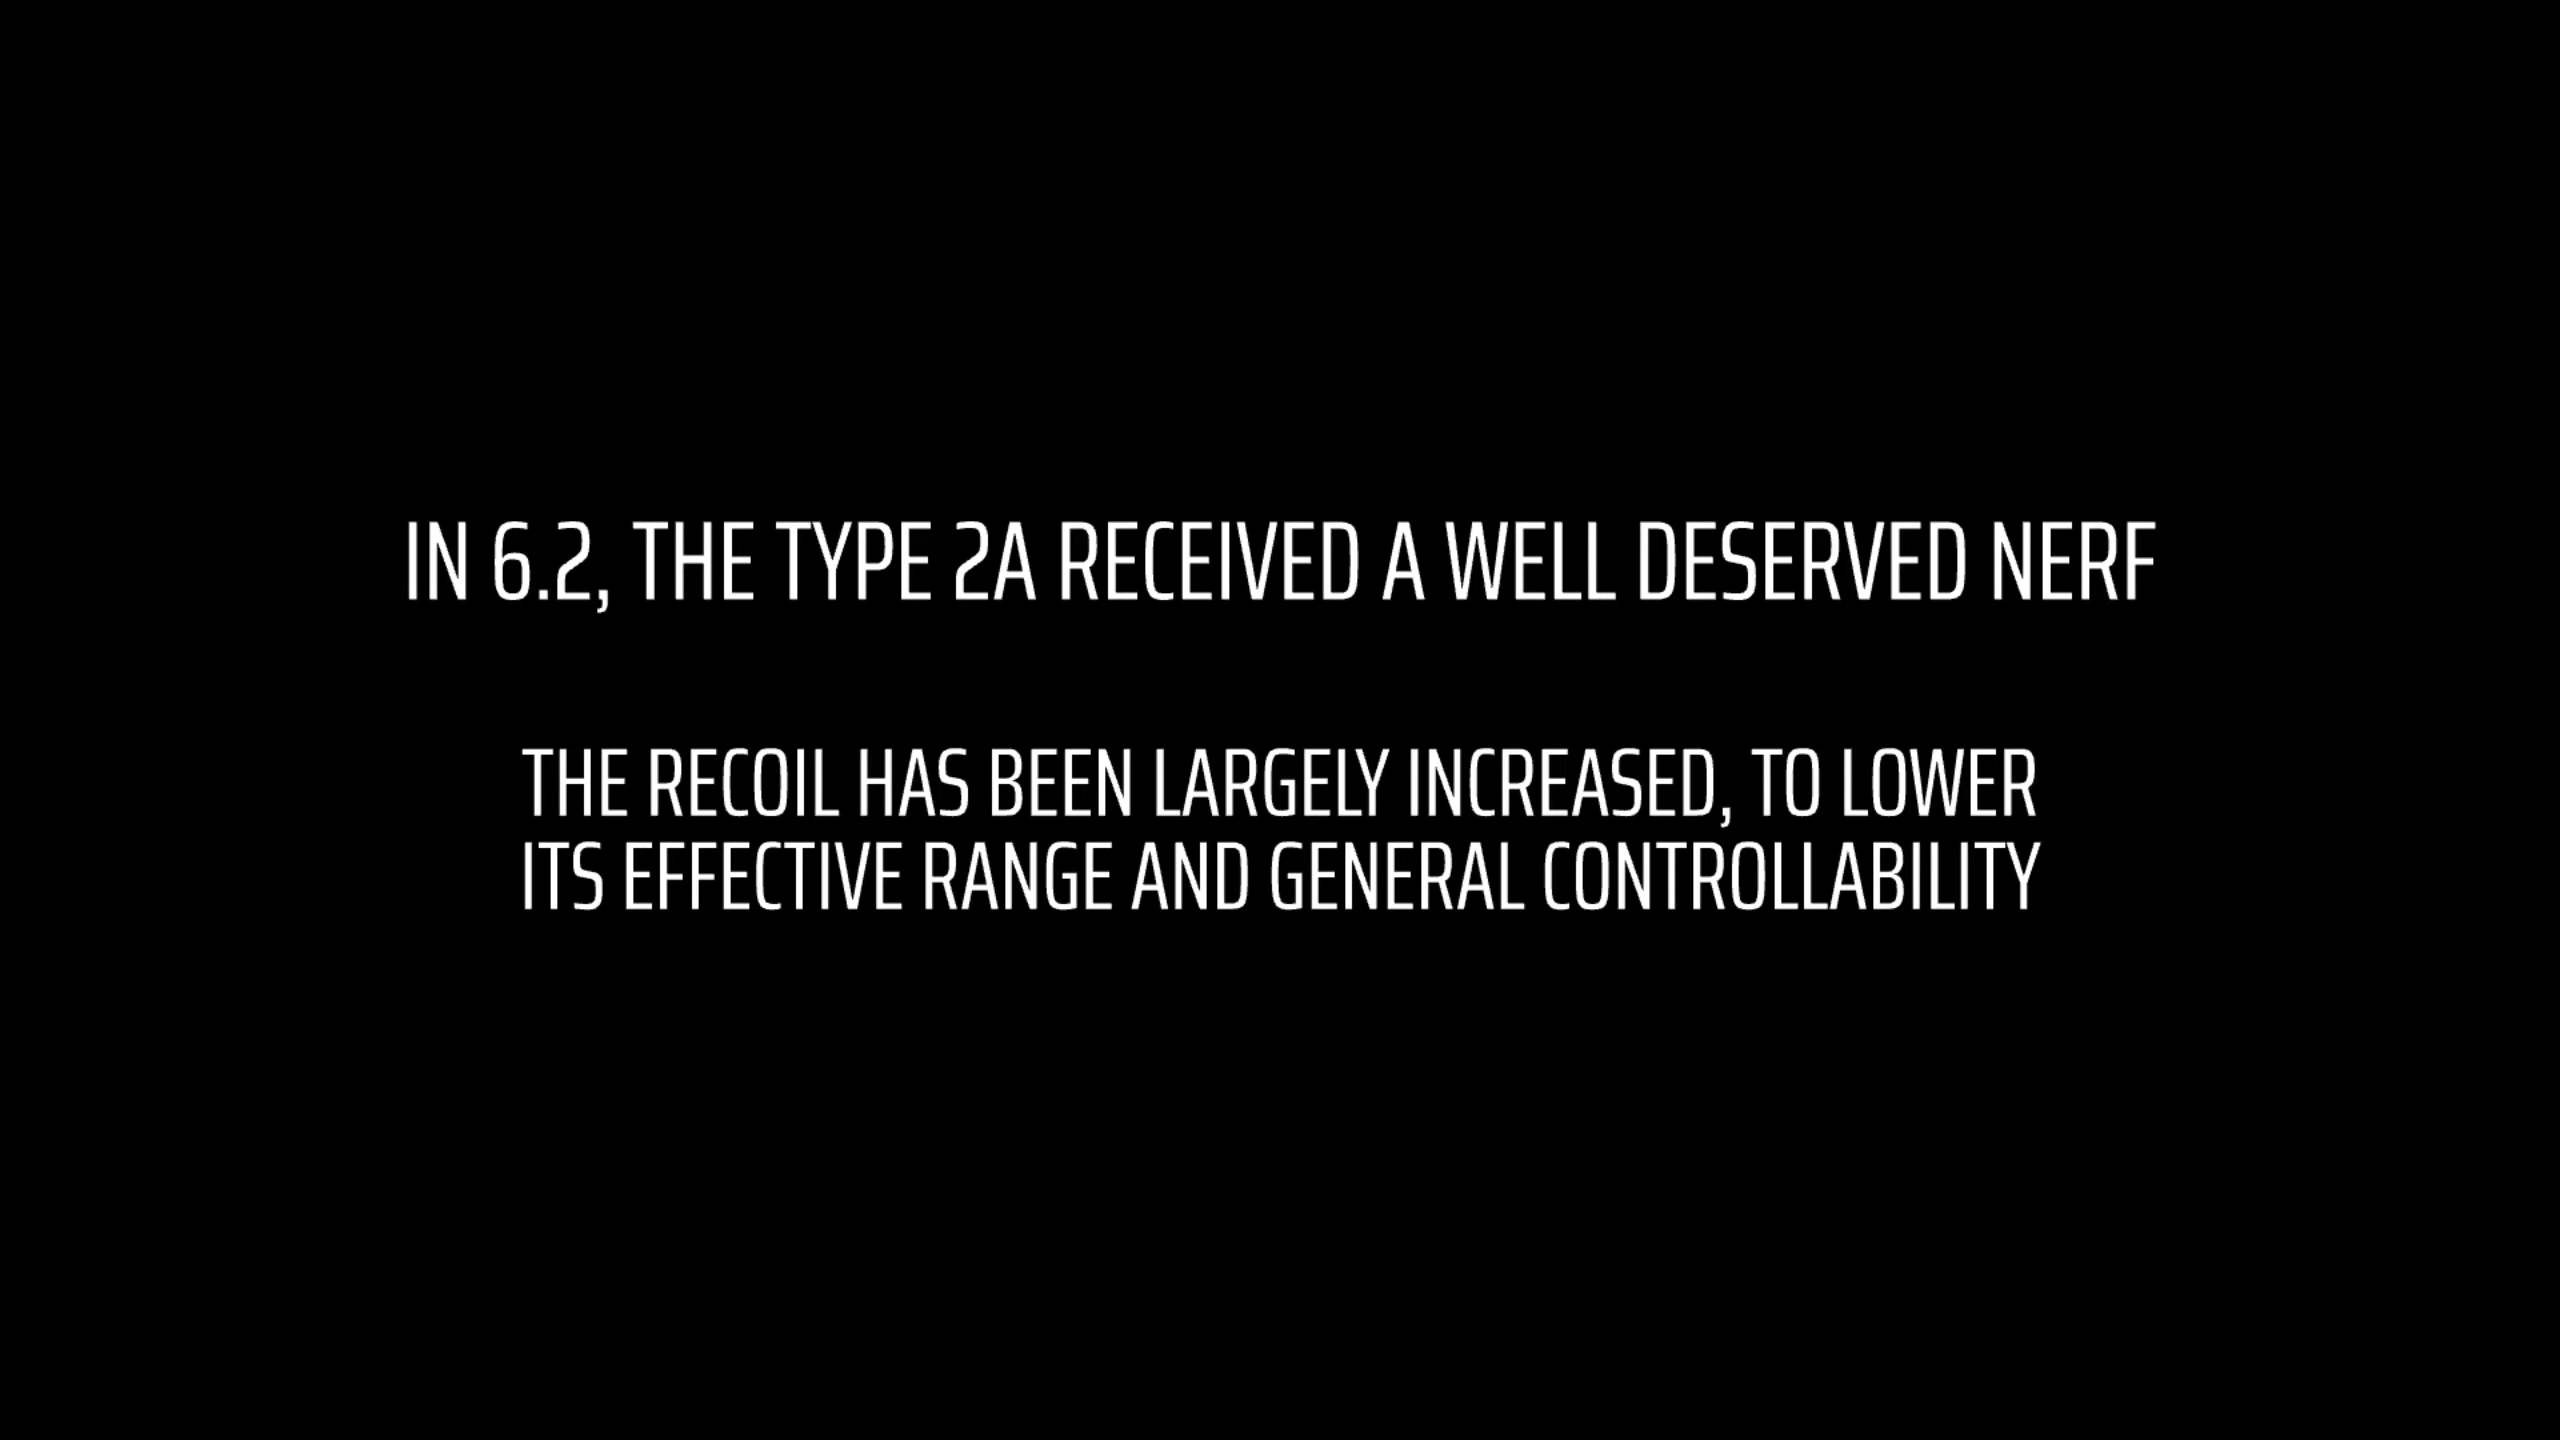 IN 6.2, THE TYPE 2A RECEIVED A WELL DESERVED NERF
THE RECOIL HAS BEEN LARGELY INCREASED, TO LOWER
ITS EFFECTIVE RANGE AND GENERAL CONTROLLABILITY